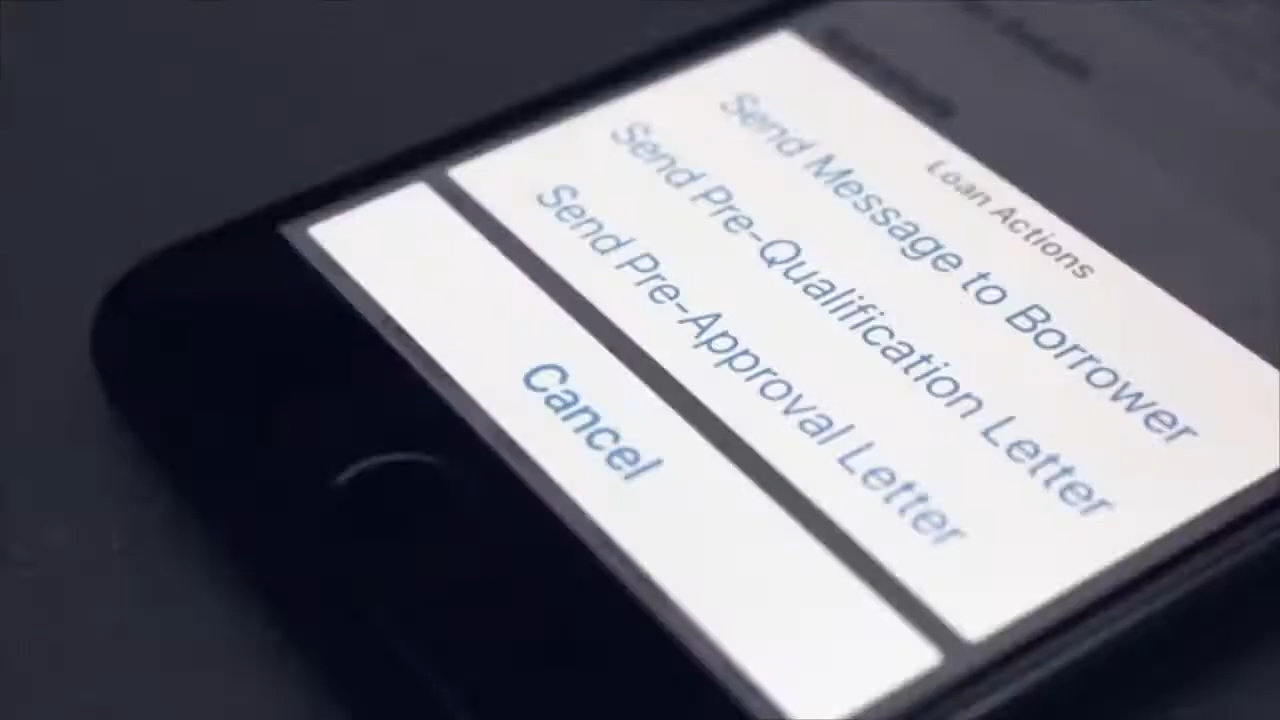 Loan Actions
Send Message to Borrower
Send Pre-Qualification Letter
Send Pre-Approval Letter
Cancel